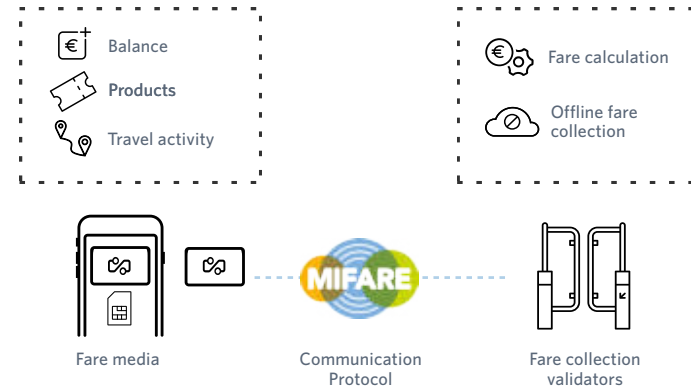 Balance
Products
Travel activity
Fare calculation
Offline fare
collection
MIFARE
Fare media
Communication
Protocol
Fare collection
validators